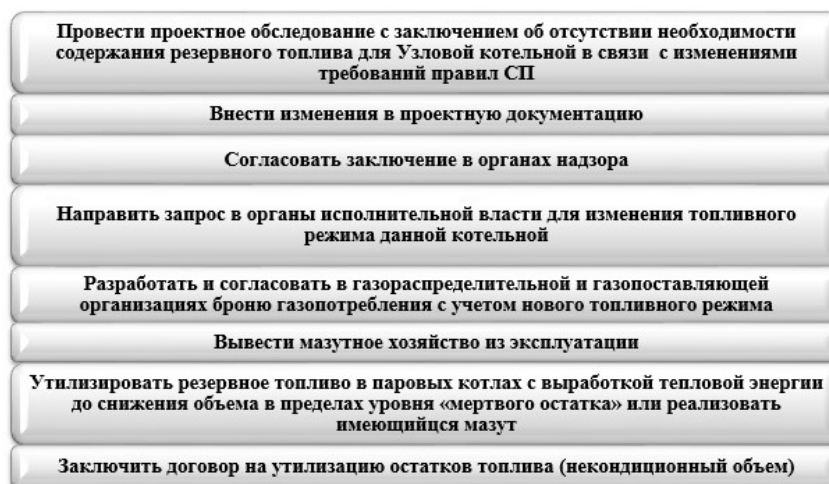 Провести проектное обследование с заключением об отсутствии необходимости
содержания резервного топлива для Узловой котельной в связи с изменениями
требований правил СП
Внести изменения в проектную документацию
Согласовать заключение в органах надзора
Направить запрос в органы исполнительной власти для изменения топливного
режима данной котельной
Разработать и согласовать в газораспределительной и газопоставляющей
организациях броню газопотребления с учетом нового топливного режима
Вывести мазутное хозяйство из эксплуатации
Утилизировать резервное топливо в паровых котлах с выработкой тепловой энергии
до снижения объема в пределах уровня «мертвого остатка» или реализовать
имеющийся мазут
Заключить договор на утилизацию остатков топлива (некондиционный объем)